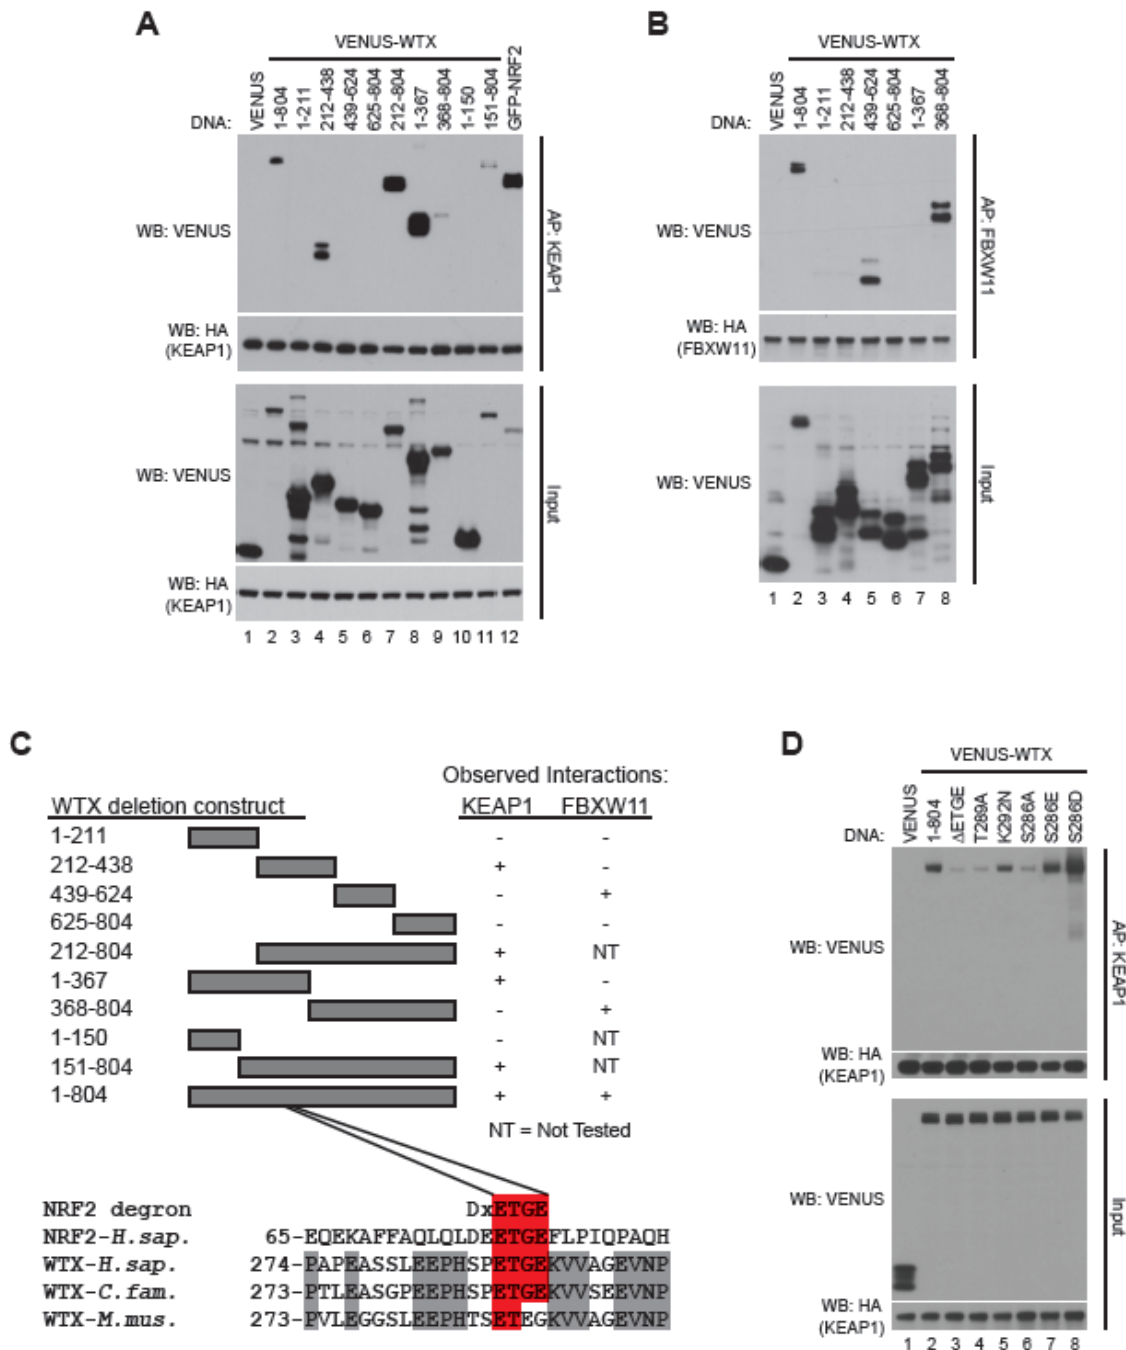 A
VENUS-WTX
DNA:
VENUS
1-804
1-211
212-438
439-624
625-804
212-804
1-367
368-804
1-150
151-804
GFP-NRF2
WB: VENUS
AP: KEAP1
WB: HA
(KEAP1)
WB: VENUS
Input
WB: HA
(KEAP1)
1 2 3 4 5 6 7 8 9 10 11 12
B
VENUS-WTX
DNA:
VENUS
1-804
1-211
212-438
439-624
625-804
1-367
368-804
WB: VENUS
AP: FBXW11
WB: HA
(FBXW11)
WB: VENUS
Input
1 2 3 4 5 6 7 8
C
Observed Interactions:
WTX deletion construct KEAP1 FBXW11
1-211 - -
212-438 + -
439-624 - +
625-804 - -
212-804 + NT
1-367 + -
368-804 - +
1-150 - NT
151-804 + NT
1-804 + +
NT = Not Tested
NRF2 degron DxETGE
NRF2-H.sap. 65-EQEKAFFAQLQLDEETGEFLPIQPAQH
WTX-H.sap. 274-PAPEASSLEEPHSPETGEKVVAGEVNP
WTX-C.fam. 273-PTLEASGPEEPHSPETGEKVVSEEVNP
WTX-M.mus. 273-PVLEGGSLEEPHTSETEGKVVAGEVNP
D
VENUS-WTX
DNA:
VENUS
1-804
ΔETGE
T289A
K292N
S286A
S286E
S286D
WB: VENUS
AP: KEAP1
WB: HA
(KEAP1)
WB: VENUS
Input
WB: HA
(KEAP1)
1 2 3 4 5 6 7 8